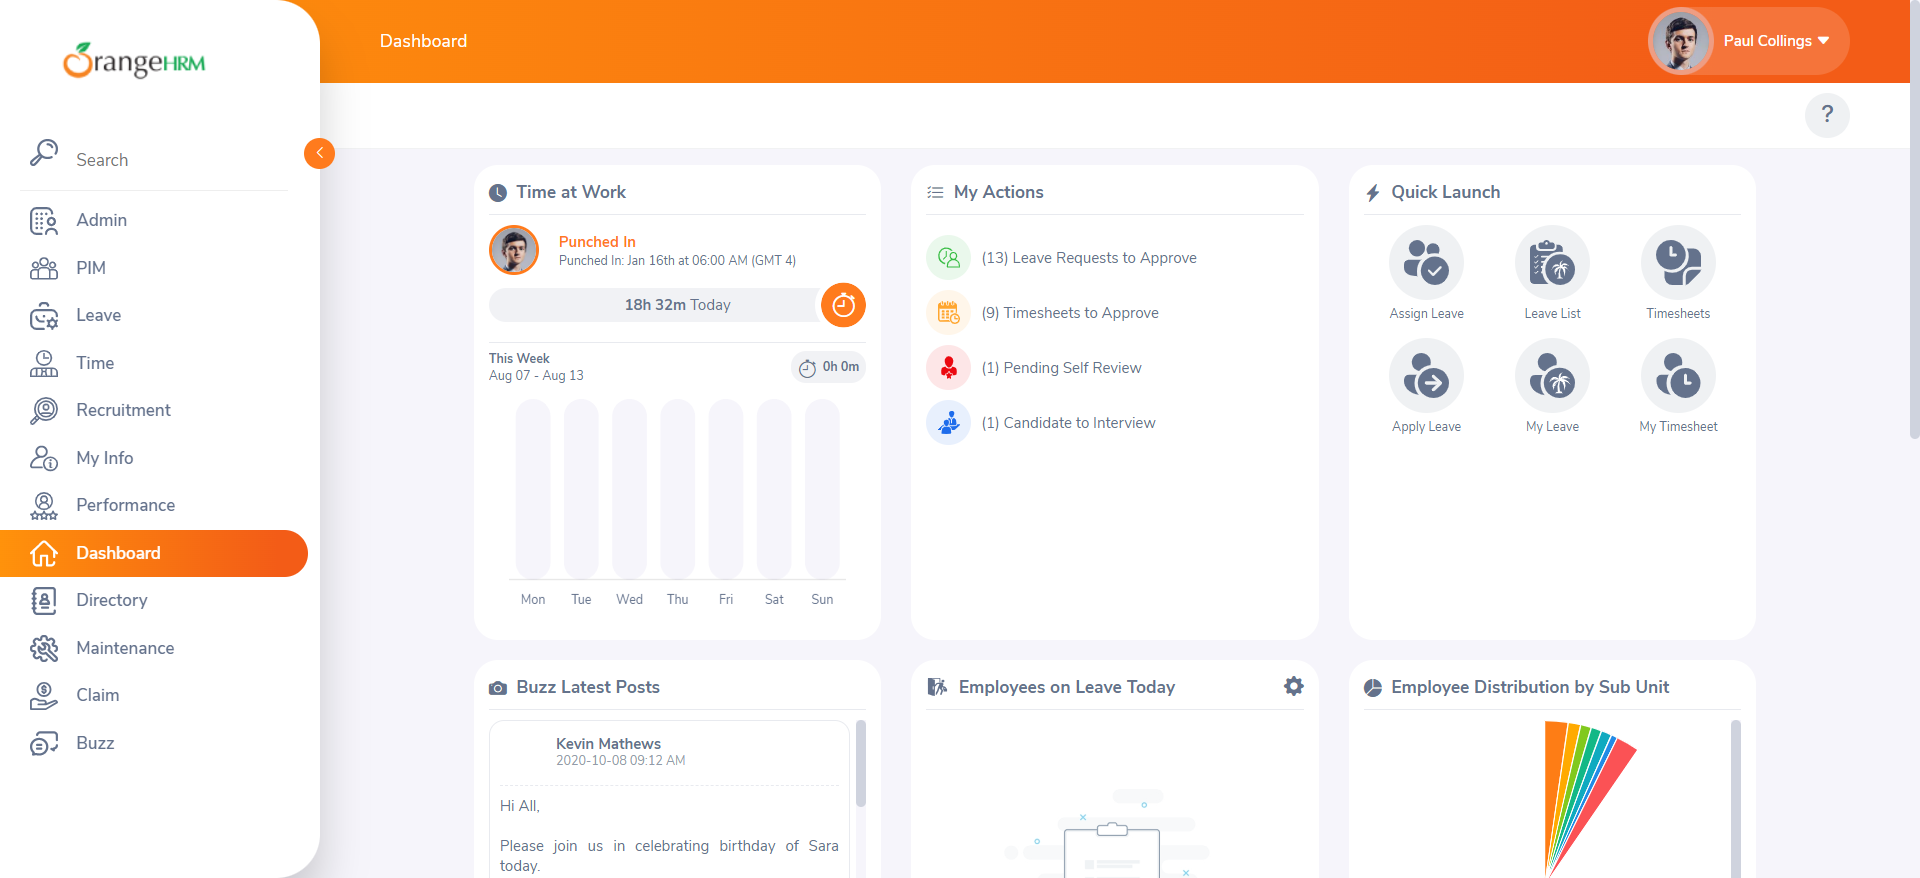 OrangeHRM
Dashboard
Paul Collings
?
Search
Admin
PIM
Leave
Time
Recruitment
My Info
Performance
Dashboard
Directory
Maintenance
Claim
Buzz
Time at Work
Punched In
Punched In: Jan 16th at 06:00 AM (GMT 4)
18h 32m Today
This Week
Aug 07 - Aug 13
0h 0m
Mon Tue Wed Thu Fri Sat Sun
My Actions
(13) Leave Requests to Approve
(9) Timesheets to Approve
(1) Pending Self Review
(1) Candidate to Interview
Quick Launch
Assign Leave Leave List Timesheets
Apply Leave My Leave My Timesheet
Buzz Latest Posts
Kevin Mathews
2020-10-08 09:12 AM
Hi All,
Please join us in celebrating birthday of Sara
today.
Employees on Leave Today
Employee Distribution by Sub Unit